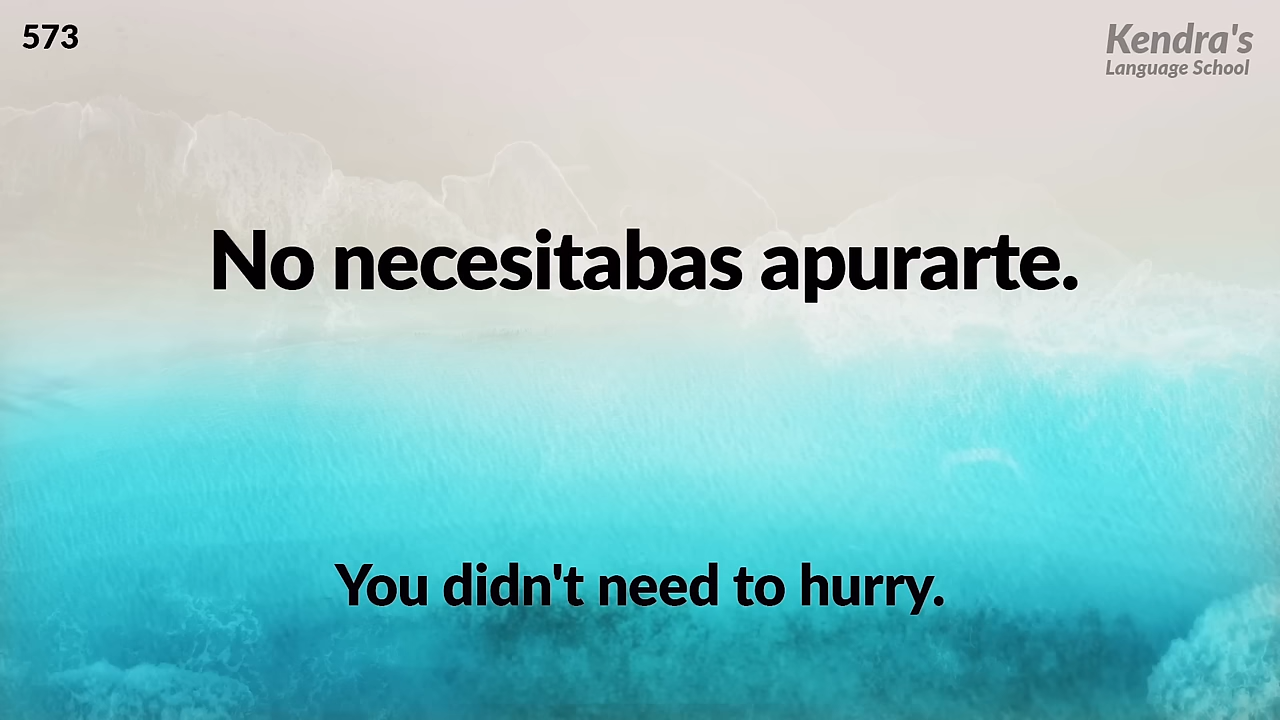 573
Kendra's
Language School
No necesitabas apurarte.
You didn't need to hurry.